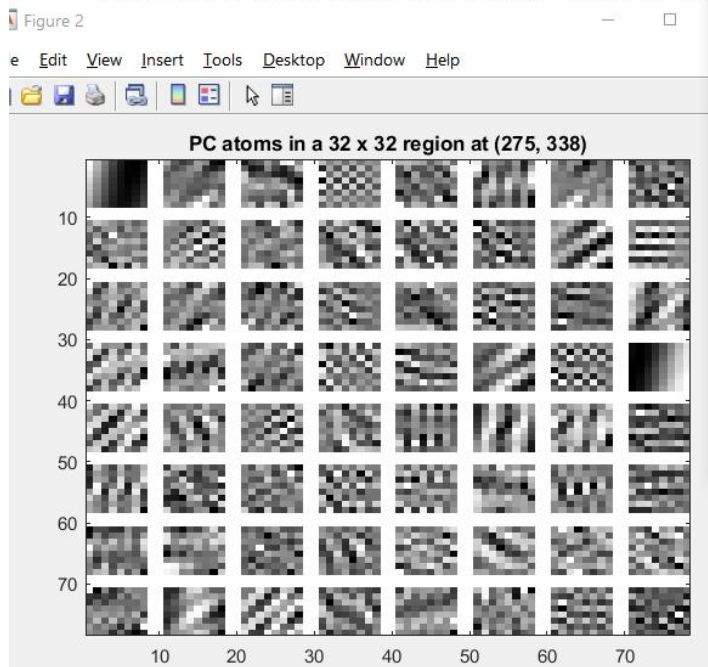 Figure 2
e Edit View Insert Tools Desktop Window Help
PC atoms in a 32 x 32 region at (275, 338)
10
20
30
40
50
60
70
10 20 30 40 50 60 70